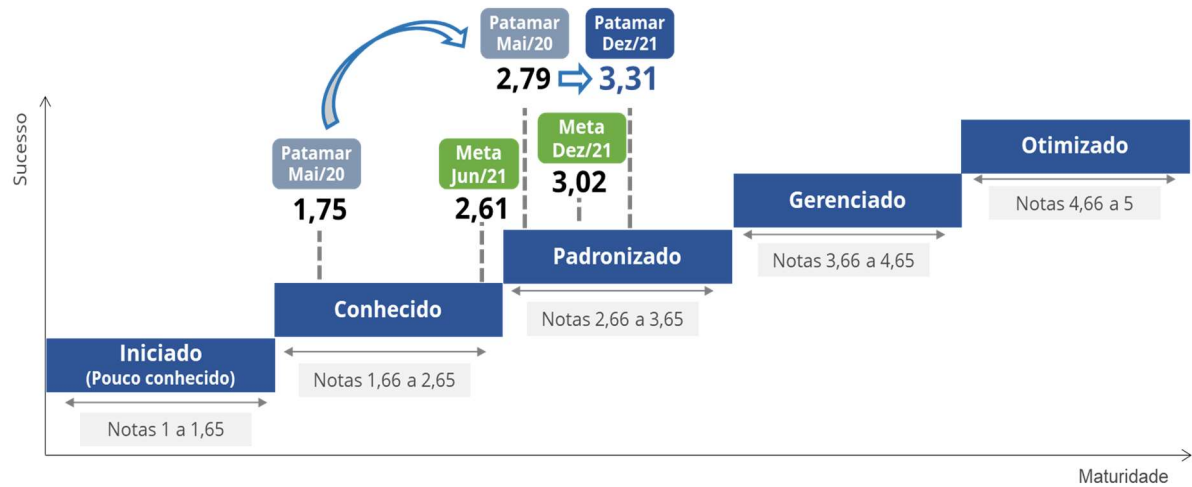 Patamar
Mai/20
2,79
Patamar
Dez/21
3,31
Meta
Dez/21
3,02
Patamar
Mai/20
1,75
Meta
Jun/21
2,61
Sucesso
Otimizado
Notas 4,66 a 5
Gerenciado
Notas 3,66 a 4,65
Padronizado
Notas 2,66 a 3,65
Conhecido
Notas 1,66 a 2,65
Iniciado
(Pouco conhecido)
Notas 1 a 1,65
Maturidade